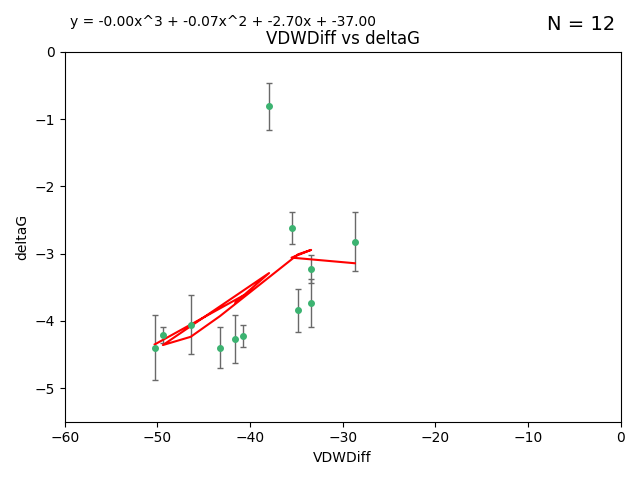 y = -0.00x^3 + -0.07x^2 + -2.70x + -37.00
N = 12
VDWDiff vs deltaG
0
−1
−2
−3
−4
−5
deltaG
−60 −50 −40 −30 −20 −10 0
VDWDiff